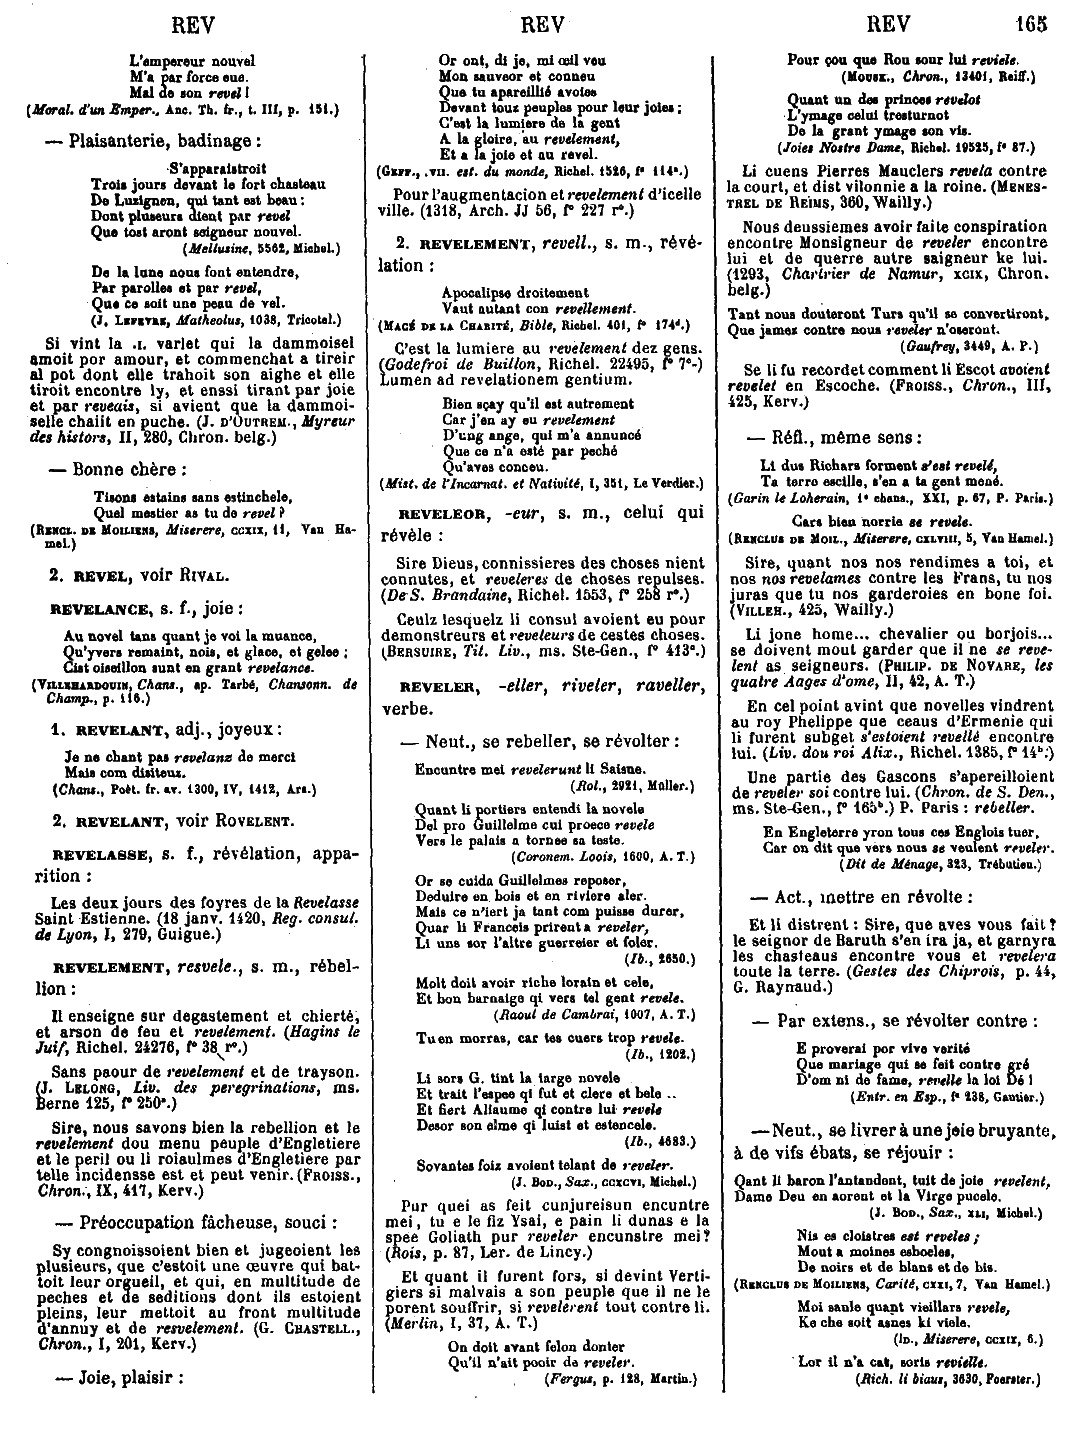 REV
REV
REV 165
L'empereur nouvel
M'a par force eue.
Mal de son revel !
(Moral. d'un Emper., Anc. Th. fr., t. III, p. 151.)
— Plaisanterie, badinage :
S'apparaistroit
Trois jours devant le fort chasteau
De Luzignen, qui tant est beau :
Dont pluseurs dient par revel
Que tost aront seigneur nouvel.
(Mellusine, 5562, Michel.)
De la lune nous font entendre,
Par parolles et par revel,
Que ce soit une peau de vel.
(J. LEFEVRE, Matheolus, 1038, Tricotel.)
Si vint la .I. varlet qui la dammoisel
amoit por amour, et commenchat a tireir
al pot dont elle trahoit son aighe et elle
tiroit encontre ly, et enssi tirant par joie
et par reveais, si avient que la dammoi-
selle chaiit en puche. (J. D'OUTREM., Myreur
des histors, II, 280, Chron. belg.)
— Bonne chère :
Tisons estains sans estinchele,
Quel mestier as tu de revel ?
(RENCL. DE MOILIENS, Miserere, CCXIX, 11, Van Ha-
mel.)
2. REVEL, voir RIVAL.
REVELANCE, s. f., joie :
Au novel tans quant je voi la muance,
Qu'yvers remaint, nois, et glace, et gelee ;
Cist oiseillon sunt en grant revelance.
(VILLEHARDOUIN, Chans., ap. Tarbé, Chansonn. de
Champ., p. 116.)
1. REVELANT, adj., joyeux :
Je ne chant pas revelanz de merci
Mais com disiteux.
(Chans., Poët. fr. av. 1300, IV, 1412, Ars.)
2. REVELANT, voir ROVELENT.
REVELASSE, s. f., révélation, appa-
rition :
Les deux jours des foyres de la Revelasse
Saint Estienne. (18 janv. 1420, Reg. consul.
de Lyon, I, 279, Guigue.)
REVELEMENT, resvele., s. m., rébel-
lion :
Il enseigne sur degastement et chierté,
et arson de feu et revelement. (Hagins le
Juif, Richel. 24276, f° 38 r°.)
Sans paour de revelement et de trayson.
(J. LELONG, Liv. des peregrinations, ms.
Berne 125, f° 250ª.)
Sire, nous savons bien la rebellion et le
revelement dou menu peuple d'Engletiere
et le peril ou li roiaulmes d'Engletiere par
telle incidensse est et peut venir. (FROISS.,
Chron., IX, 417, Kerv.)
— Préoccupation fâcheuse, souci :
Sy congnoissoient bien et jugeoient les
plusieurs, que c'estoit une œuvre qui bat-
toit leur orgueil, et qui, en multitude de
peches et de seditions dont ils estoient
pleins, leur mettoit au front multitude
d'annuy et de resvelement. (G. CHASTELL.,
Chron., I, 201, Kerv.)
— Joie, plaisir :
Or ont, di je, mi œil veu
Mon sauveor et conneu
Que tu apareillié avoies
Devant touz peuples pour leur joies ;
C'est la lumiere de la gent
A la gloire, au revelement,
Et a la joie et au revel.
(GEFF., .VII. est. du monde, Richel. 1526, f° 114ᶜ.)
Pour l'augmentacion et revelement d'icelle
ville. (1318, Arch. JJ 56, f° 227 r°.)
2. REVELEMENT, revell., s. m., révé-
lation :
Apocalipse droitement
Vaut autant con revellement.
(MACÉ DE LA CHARITÉ, Bible, Richel. 401, f° 174ᵈ.)
C'est la lumiere au revelement dez gens.
(Godefroi de Buillon, Richel. 22495, f° 7ᶜ.)
Lumen ad revelationem gentium.
Bien sçay qu'il est autrement
Car j'en ay eu revelement
D'ung ange, qui m'a annuncé
Que ce n'a esté par peché
Qu'aves conceu.
(Mist. de l'Incarnat. et Nativité, I, 351, Le Verdier.)
REVELEOR, -eur, s. m., celui qui
révèle :
Sire Dieus, connissieres des choses nient
connutes, et reveleres de choses repulses.
(De S. Brandaine, Richel. 1553, f° 258 r°.)
Ceulz lesquelz li consul avoient eu pour
demonstreurs et reveleurs de cestes choses.
(BERSUIRE, Tit. Liv., ms. Ste-Gen., f° 413ª.)
REVELER, -eller, riveler, raveller,
verbe.
— Neut., se rebeller, se révolter :
Encuntre mei revelerunt li Saisne.
(Rol., 2921, Müller.)
Quant li portiers entendi la novele
Del pro Guillelme cui proece revele
Vers le palais a tornee sa teste.
(Coronem. Loois, 1600, A. T.)
Or se cuida Guillelmes reposer,
Deduire en bois et en riviere aler.
Mais ce n'iert ja tant com puisse durer,
Quar li Franceis prirent a reveler,
Li uns sor l'altre guerreier et foler.
(Ib., 2650.)
Molt doit avoir riche lorain et cele,
Et bon barnaige qi vers tel gent revele.
(Raoul de Cambrai, 1007, A. T.)
Tu en morras, car tes cuers trop revele.
(Ib., 1202.)
Li sors G. tint la targe novele
Et trait l'espee qi fut et clere et bele ..
Et fiert Allaume qi contre lui revele
Desor son elme qi luist et estencele.
(Ib., 4683.)
Sovantes foiz avoient telant de reveler.
(J. BOD., Sax., CCXCVI, Michel.)
Pur quei as feit cunjureisun encuntre
mei, tu e le fiz Ysai, e pain li dunas e la
spee Goliath pur reveler encunstre mei ?
(Rois, p. 87, Ler. de Lincy.)
Et quant il furent fors, si devint Verti-
giers si malvais a son peuple que il ne le
porent souffrir, si revelerent tout contre li.
(Merlin, I, 37, A. T.)
On doit avant felon donter
Qu'il n'ait pooir de reveler.
(Fergus, p. 128, Martin.)
Pour çou que Rou sour lui reviele.
(MOUSK., Chron., 13401, Reiff.)
Quant un des princes revelot
L'ymage celui tresturnot
De la grant ymage son vis.
(Joies Nostre Dame, Richel. 19525, f° 87.)
Li cuens Pierres Mauclers revela contre
la court, et dist vilonnie a la roine. (MENES-
TREL DE REIMS, 360, Wailly.)
Nous deussiemes avoir faite conspiration
encontre Monsigneur de reveler encontre
lui et de querre autre saigneur ke lui.
(1293, Chartrier de Namur, XCIX, Chron.
belg.)
Tant nous douteront Turs qu'il se convertiront,
Que james contre nous reveler n'oseront.
(Gaufrey, 3449, A. P.)
Se li fu recordet comment li Escot avoient
revelet en Escoche. (FROISS., Chron., III,
425, Kerv.)
— Réfl., même sens :
Li dus Richars forment s'est revelé,
Ta terre escille, s'en a ta gent mené.
(Garin le Loherain, 1ª chans., XXI, p. 67, P. Paris.)
Cars bien norrie se revele.
(RENCLUS DE MOIL., Miserere, CXLVIII, 5, Van Hamel.)
Sire, quant nos nos rendimes a toi, et
nos nos revelames contre les Frans, tu nos
juras que tu nos garderoies en bone foi.
(VILLEH., 425, Wailly.)
Li jone home... chevalier ou borjois...
se doivent mout garder que il ne se reve-
lent as seigneurs. (PHILIP. DE NOVARE, les
quatre Aages d'ome, II, 42, A. T.)
En cel point avint que novelles vindrent
au roy Phelippe que ceaus d'Ermenie qui
li furent subget s'estoient revellé encontre
lui. (Liv. dou roi Alix., Richel. 1385, f° 14ᵇ.)
Une partie des Gascons s'apereilloient
de reveler soi contre lui. (Chron. de S. Den.,
ms. Ste-Gen., f° 165ᵇ.) P. Paris : rebeller.
En Engleterre yron tous ces Englois tuer,
Car on dit que vers nous se veulent reveler.
(Dit de Ménage, 323, Trébutien.)
— Act., mettre en révolte :
Et li distrent : Sire, que aves vous fait ?
le seignor de Baruth s'en ira ja, et garnyra
les chasteaus encontre vous et revelera
toute la terre. (Gestes des Chiprois, p. 44,
G. Raynaud.)
— Par extens., se révolter contre :
E proverai por vive verité
Que mariage qui se feit contre gré
D'om ni de fame, revelle la loi Dé !
(Entr. en Esp., f° 238, Gautier.)
— Neut., se livrer à une joie bruyante,
à de vifs ébats, se réjouir :
Qant li baron l'antandent, tuit de joie revelent,
Dame Deu en aorent et la Virge pucele.
(J. BOD., Sax., XLI, Michel.)
Nis es cloistres est reveles ;
Mout a moines esboeles,
De noirs et de blans et de bis.
(RENCLUS DE MOILIENS, Carité, CXXI, 7, Van Hamel.)
Moi saule quant vieillars revele,
Ke che soit asnes ki viele.
(ID., Miserere, CCXIX, 6.)
Lor il n'a cat, soris revielle.
(Rich. li biaus, 3630, Foerster.)